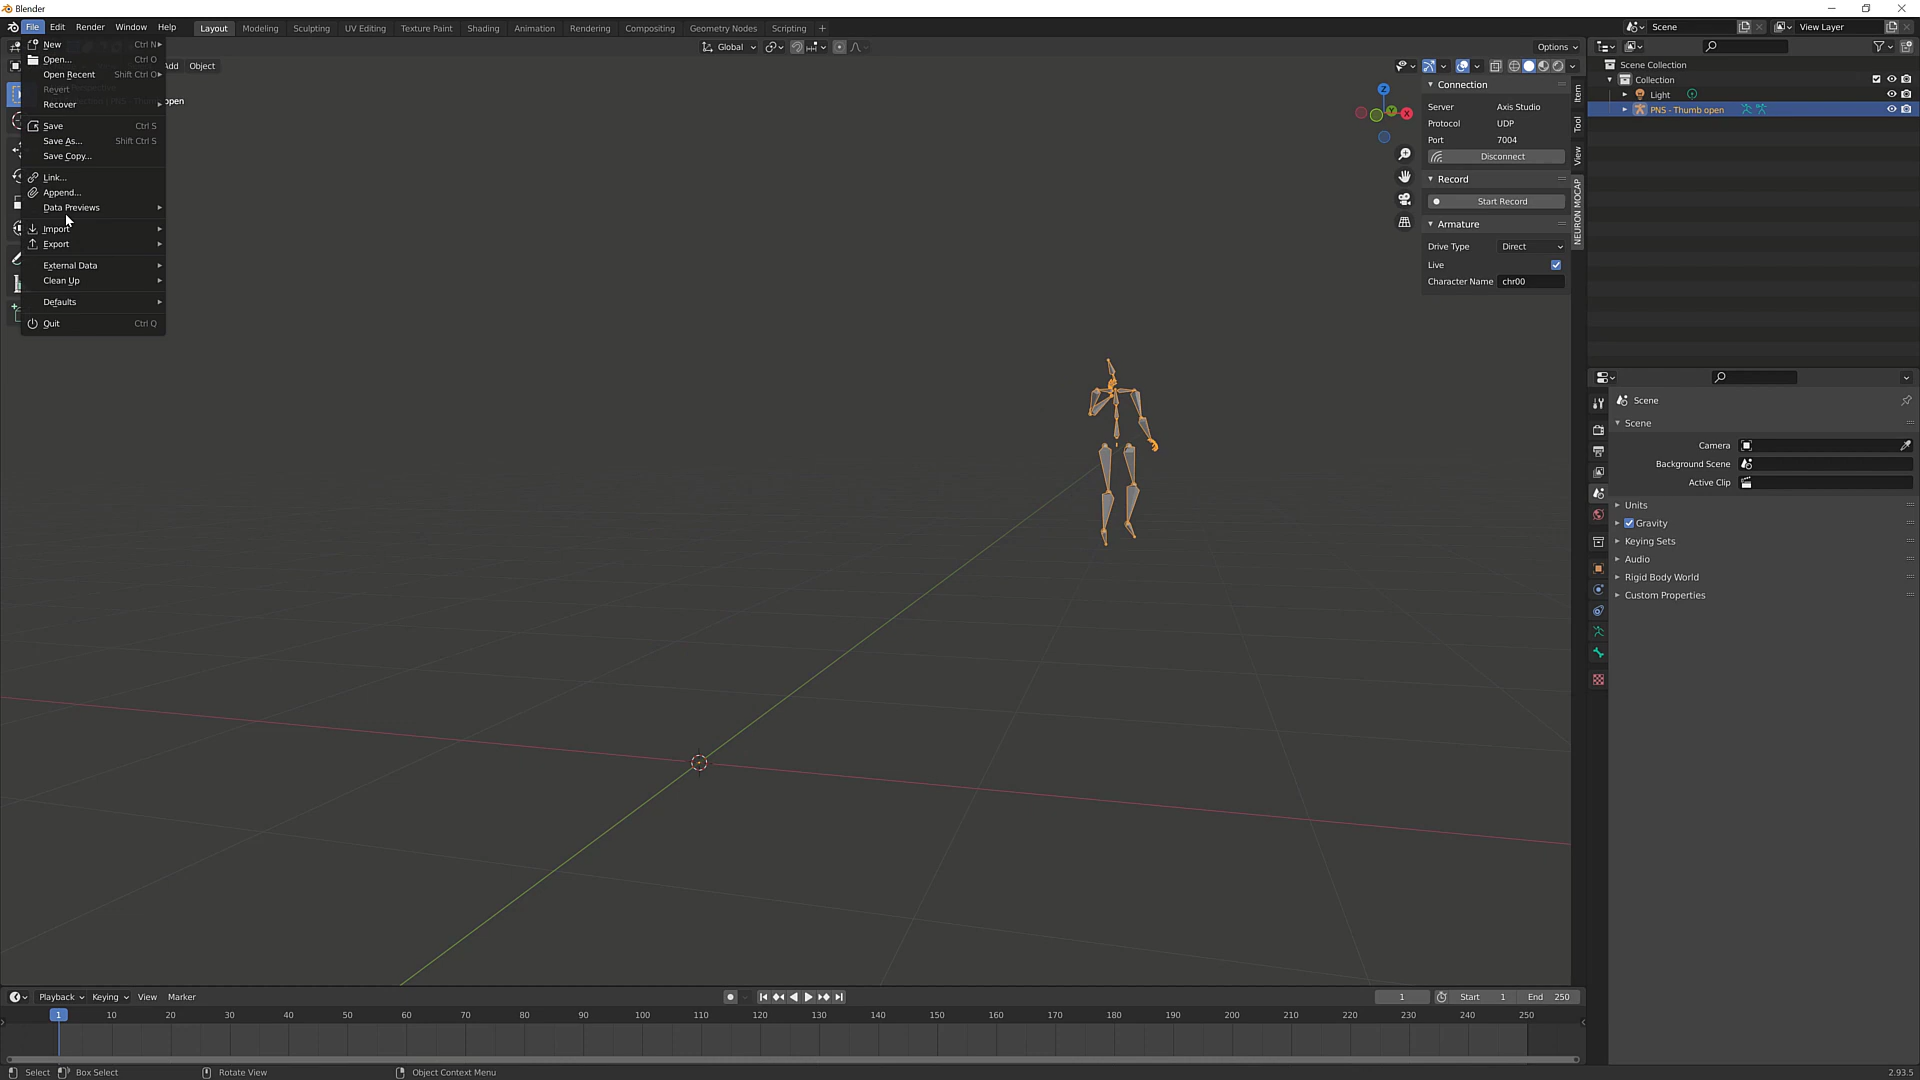 Blender
File Edit Render Window Help Layout Modeling Sculpting UV Editing Texture Paint Shading Animation Rendering Compositing Geometry Nodes Scripting + Scene View Layer
New Ctrl N
Open... Ctrl O
Open Recent Shift Ctrl O
Revert
Recover
Save Ctrl S
Save As... Shift Ctrl S
Save Copy...
Link...
Append...
Data Previews
Import
Export
External Data
Clean Up
Defaults
Quit Ctrl Q
Global Options
Add Object
open
Z
Y
X
Connection
Server Axis Studio
Protocol UDP
Port 7004
Disconnect
Record
Start Record
Armature
Drive Type Direct
Live
Character Name chr00
Item
Tool
View
NEURON MOCAP
Scene Collection
Collection
Light
PNS - Thumb open
Scene
Scene
Camera
Background Scene
Active Clip
Units
Gravity
Keying Sets
Audio
Rigid Body World
Custom Properties
Playback Keying View Marker 1 Start 1 End 250
1 10 20 30 40 50 60 70 80 90 100 110 120 130 140 150 160 170 180 190 200 210 220 230 240 250
Select Box Select Rotate View Object Context Menu 2.93.5